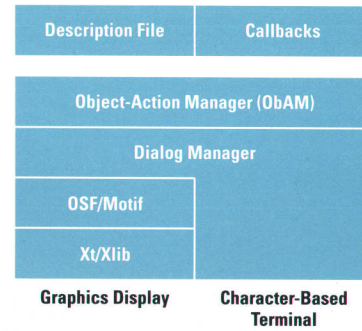 Description File
Callbacks
Object-Action Manager (ObAM)
Dialog Manager
OSF/Motif
Xt/Xlib
Graphics Display
Character-Based
Terminal